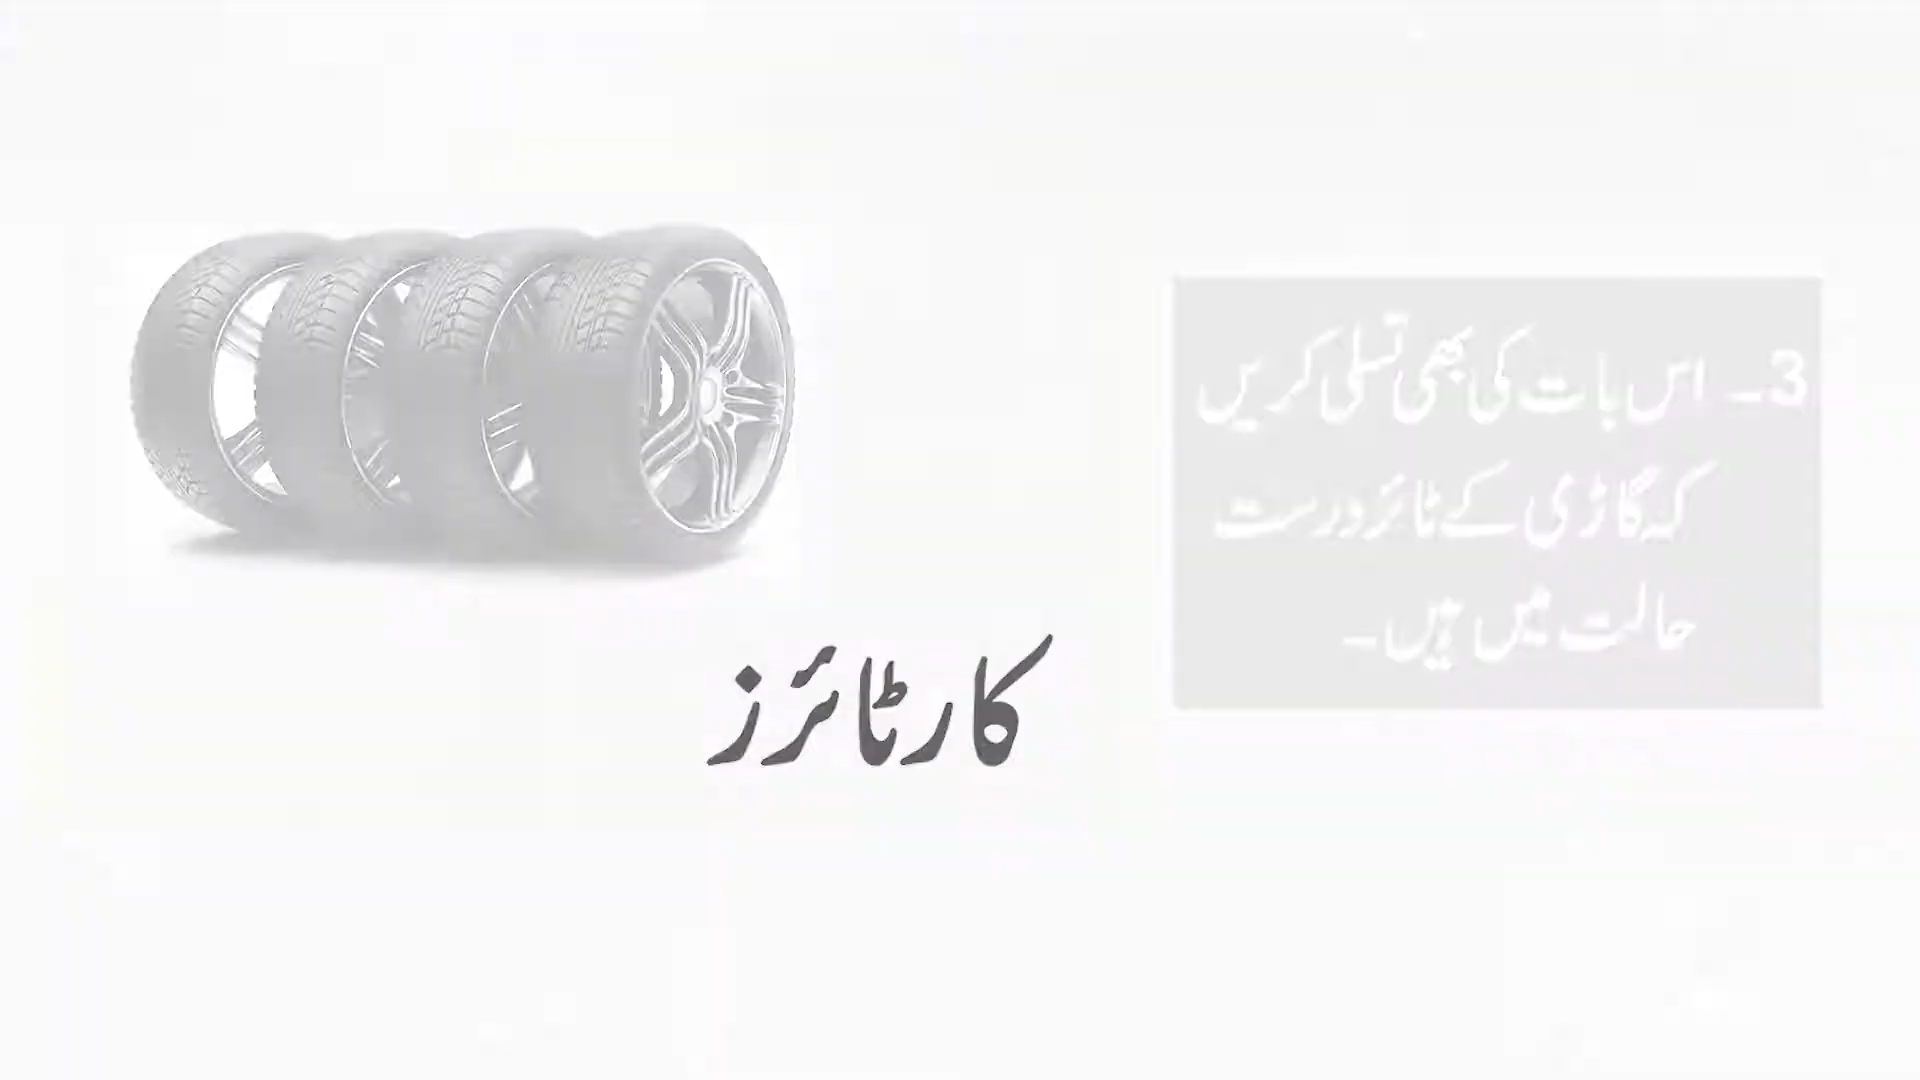 3۔ اس بات کی بھی تسلی کریں
کہ گاڑی کے ٹائر درست
حالت میں ہیں۔
کار ٹائرز